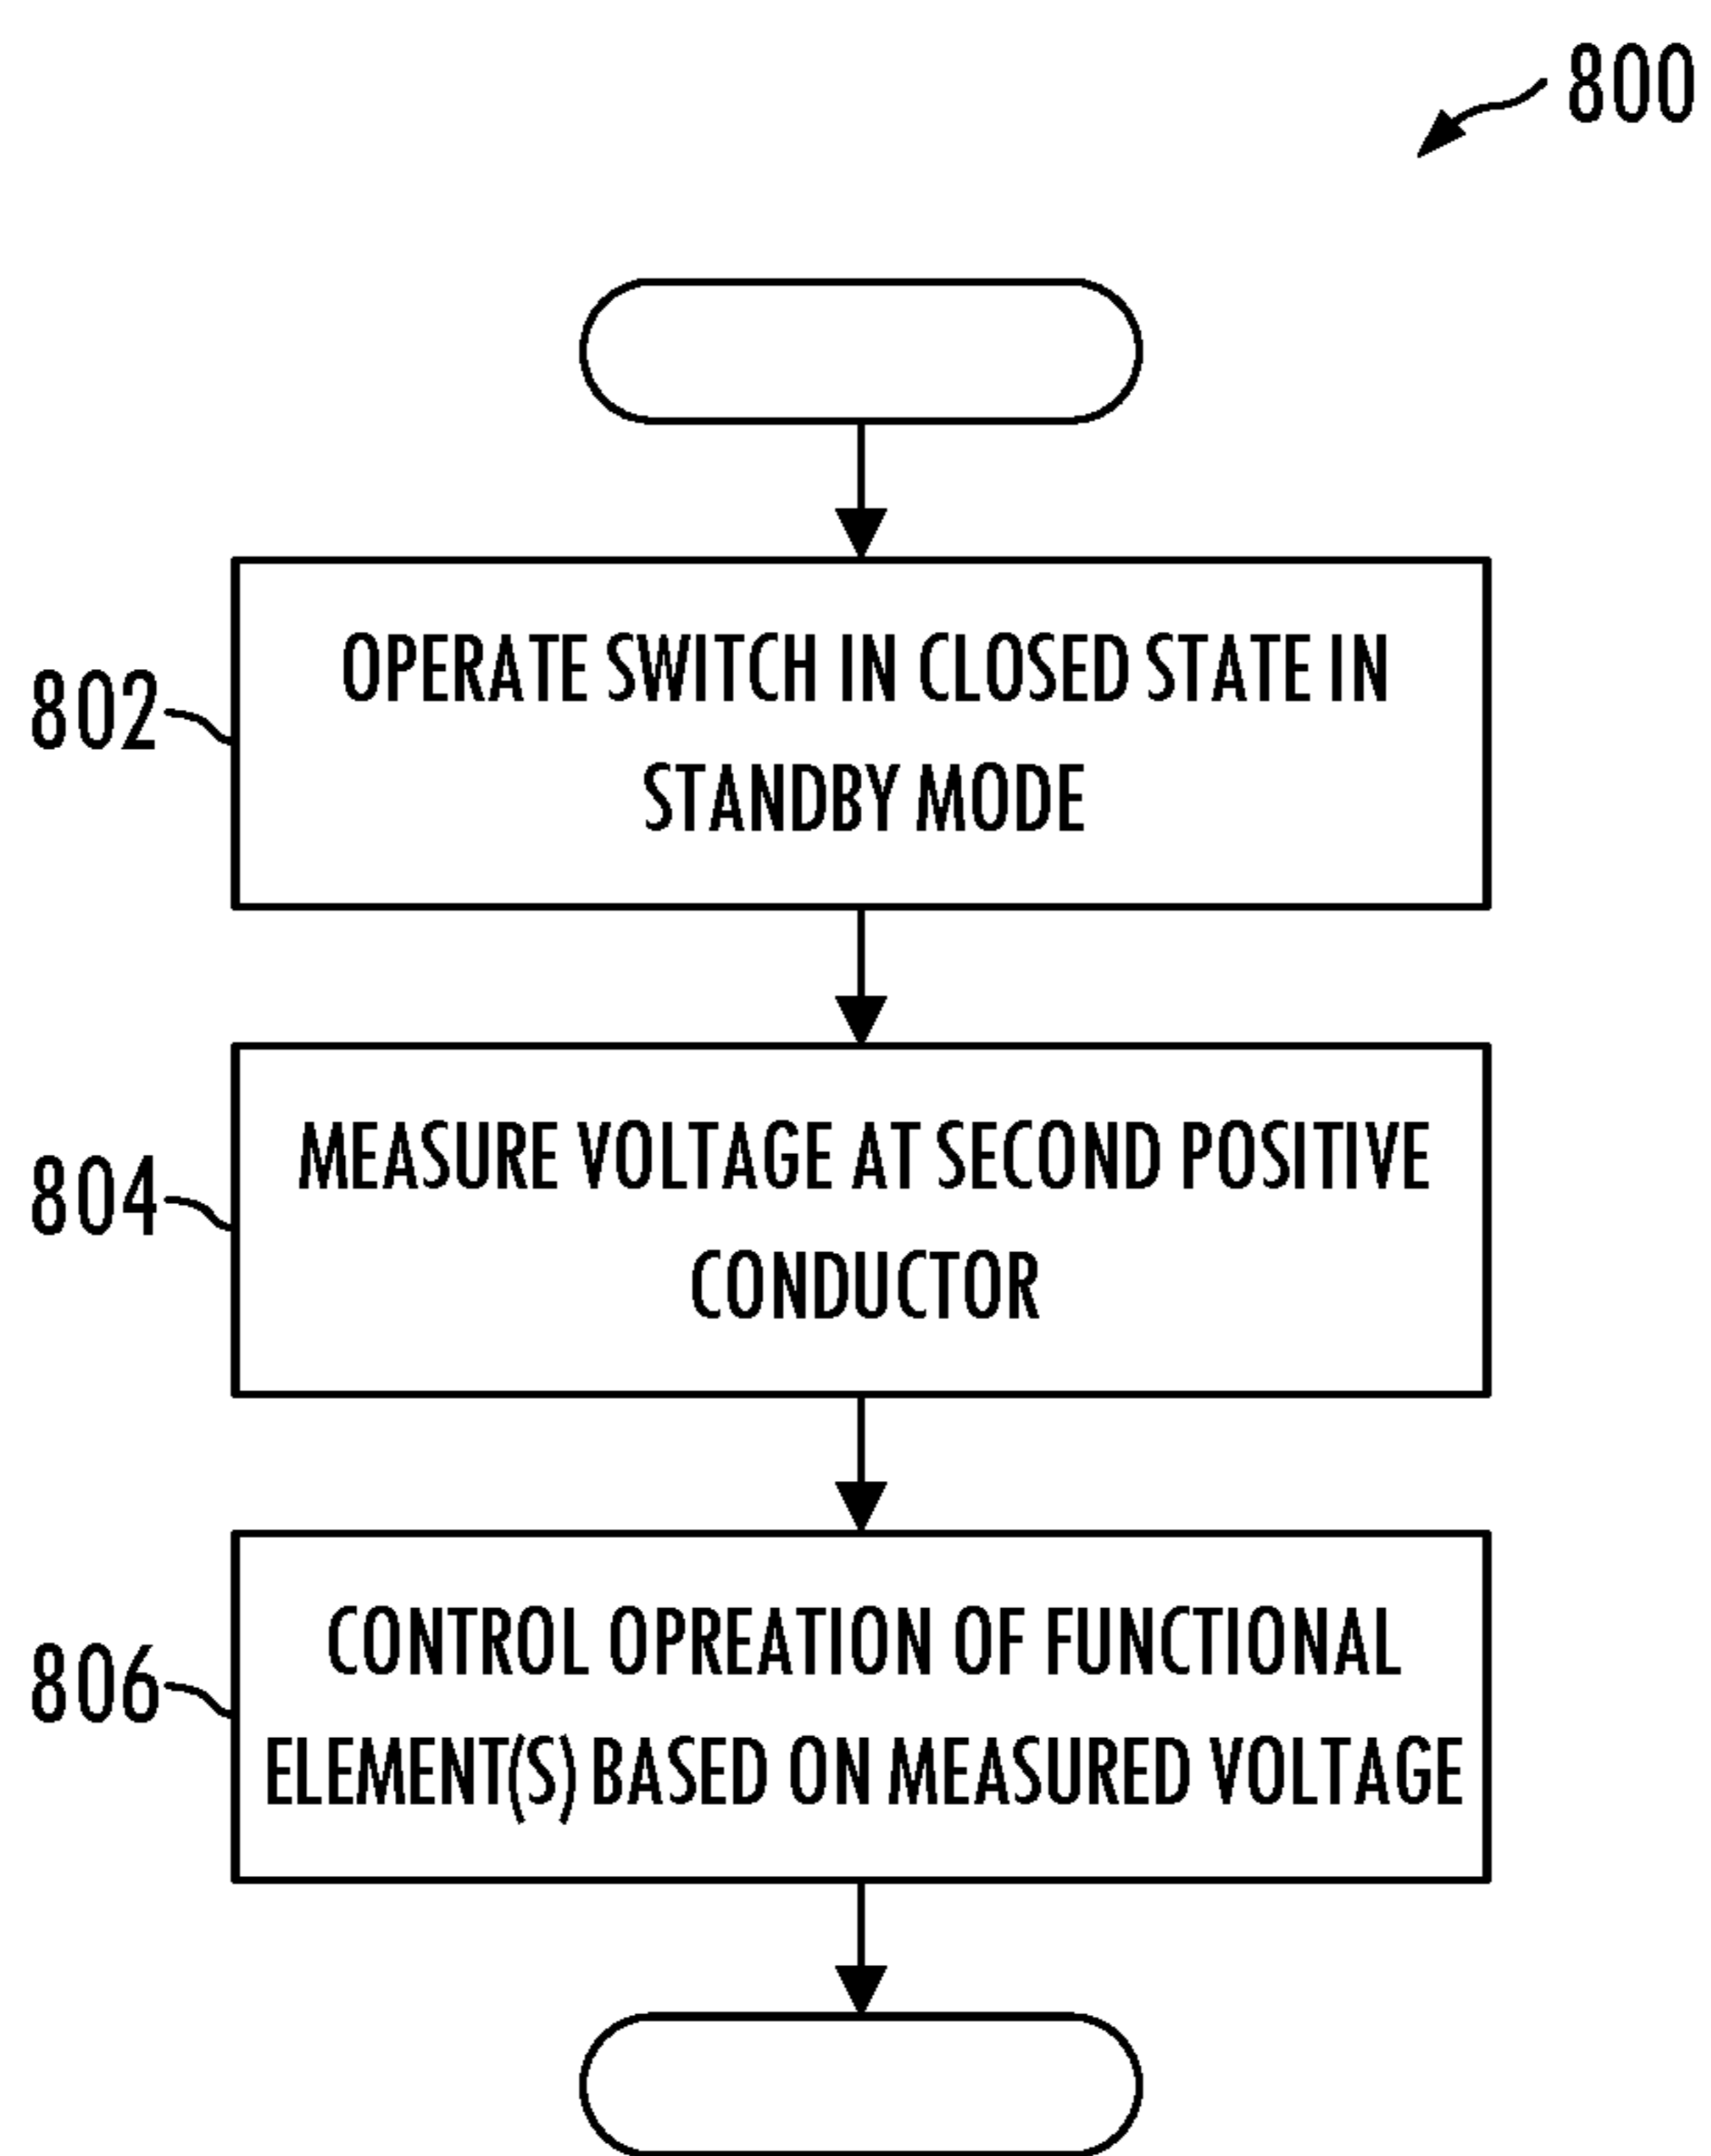 800
802
OPERATE SWITCH IN CLOSED STATE IN
STANDBY MODE
804
MEASURE VOLTAGE AT SECOND POSITIVE
CONDUCTOR
806
CONTROL OPREATION OF FUNCTIONAL
ELEMENT(S) BASED ON MEASURED VOLTAGE